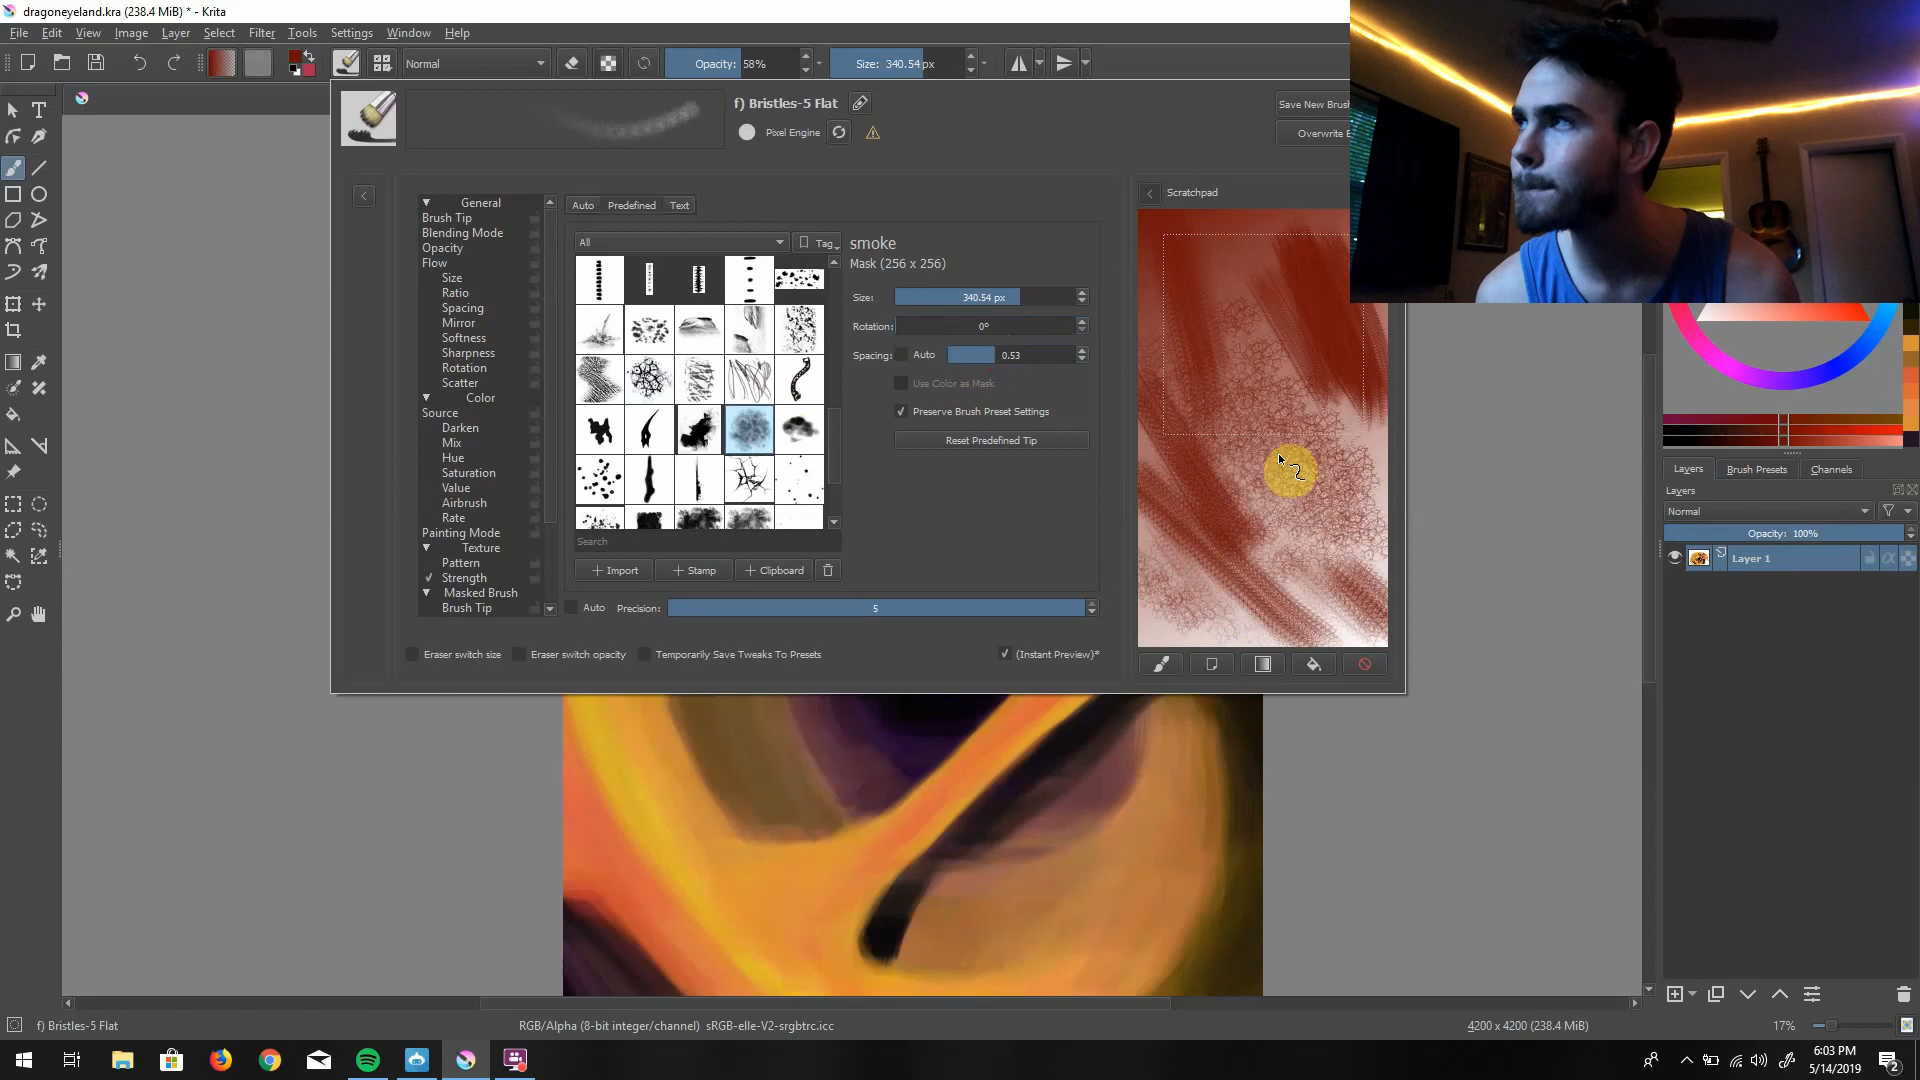 dragoneyeland.kra (238.4 MiB) * - Krita
File Edit View Image Layer Select Filter Tools Settings Window Help
Normal Opacity: 58% Size: 340.54 px
f) Bristles-5 Flat
Save New Brush
Pixel Engine
Overwrite B
Scratchpad
General
Brush Tip
Blending Mode
Opacity
Flow
Size
Ratio
Spacing
Mirror
Softness
Sharpness
Rotation
Scatter
Color
Source
Darken
Mix
Hue
Saturation
Value
Airbrush
Rate
Painting Mode
Texture
Pattern
Strength
Masked Brush
Brush Tip
Auto Predefined Text
All Tag
smoke
Mask (256 x 256)
Size: 340.54 px
Rotation: 0°
Spacing: Auto 0.53
Use Color as Mask
Preserve Brush Preset Settings
Reset Predefined Tip
Search
Import Stamp Clipboard
Auto Precision: 5
Eraser switch size Eraser switch opacity Temporarily Save Tweaks To Presets (Instant Preview)*
Layers Brush Presets Channels
Layers
Normal
Opacity: 100%
Layer 1
f) Bristles-5 Flat RGB/Alpha (8-bit integer/channel) sRGB-elle-V2-srgbtrc.icc 4200 x 4200 (238.4 MiB) 17%
6:03 PM
5/14/2019
2